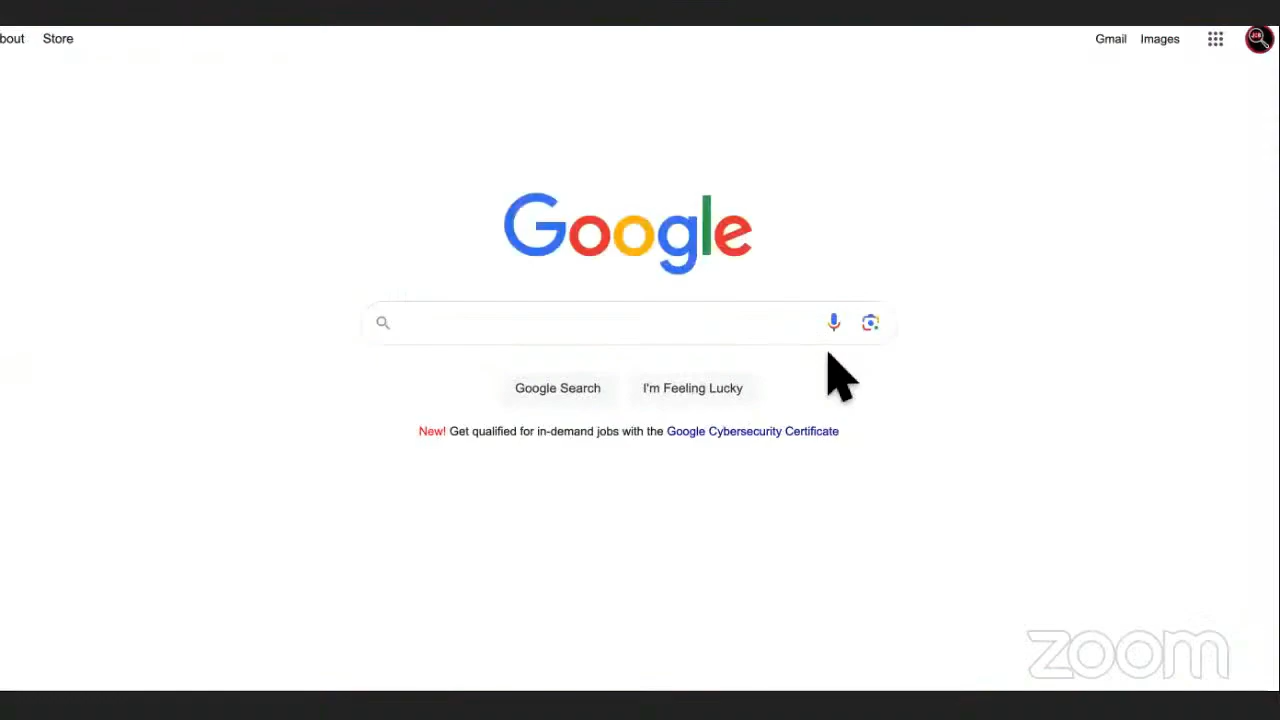 bout Store
Gmail Images
Google
Google Search I'm Feeling Lucky
New! Get qualified for in-demand jobs with the Google Cybersecurity Certificate
zoom